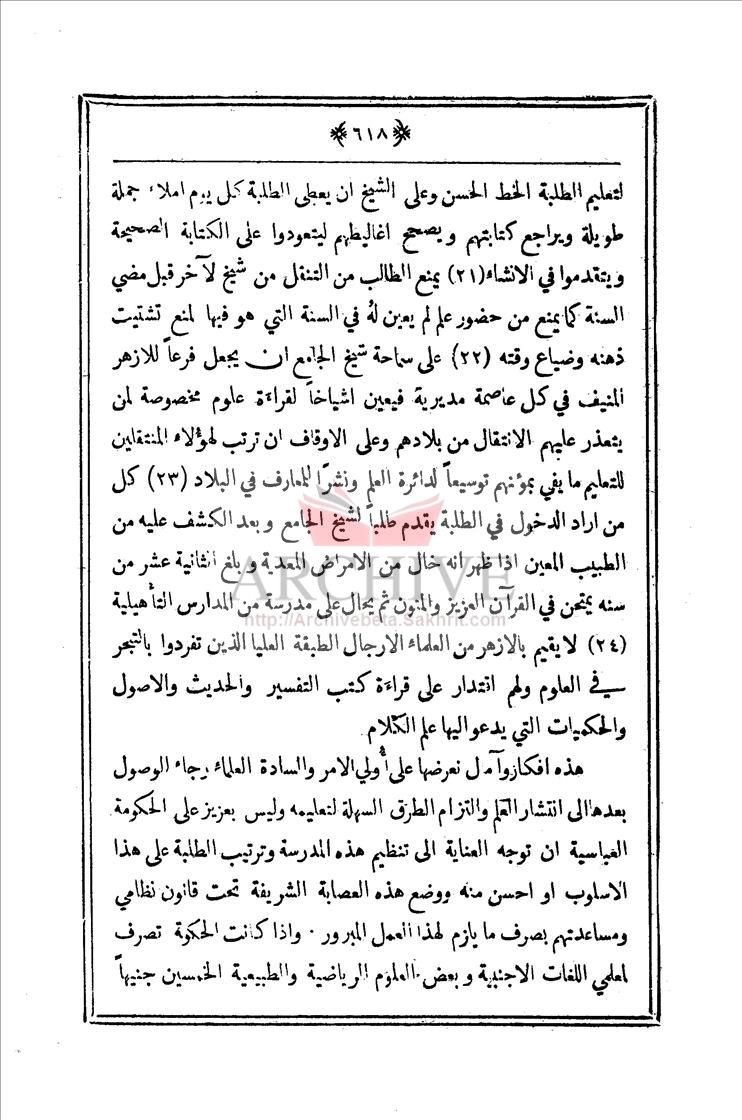 ﴿٦١٨﴾
لتعليم الطلبة الخط الحسن وعلى الشيخ ان يعطى الطلبة كل يوم املاء جملة
طويلة ويراجع كتابتهم ويصحح اغاليطهم ليتعودوا على الكتابة الصحيحة
ويتقدموا في الانشاء (٢١) يمنع الطالب من التنقل من شيخ لآخر قبل مضي
السنة كما يمنع من حضور علم لم يعين لهُ في السنة التي هو فيها لمنع تشتيت
ذهنه وضياع وقته (٢٢) على سماحة شيخ الجامع ان يجعل فرعاً للازهر
المنيف في كل عاصمة مديرية فيعين اشياخاً لقراءة علوم مخصوصة لمن
يتعذر عليهم الانتقال من بلادهم وعلى الاوقاف ان ترتب لهؤلاء المنتقلين
للتعليم ما يفي بمؤنهم توسيعاً لدائرة العلم ونشرًا للمعارف في البلاد (٢٣) كل
من اراد الدخول في الطلبة يقدم طلباً لشيخ الجامع وبعد الكشف عليه من
الطبيب المعين اذا ظهر انه خال من الامراض المعدية وبلغ الثانية عشر من
ARCHIVE
سنه يمتحن في القرآن العزيز والمتون ثم يحال على مدرسة من المدارس التأهيلية
http://Archivebeta.Sakhrit.com
(٢٤) لا يقيم بالازهر من العلماء الا رجال الطبقة العليا الذين تفردوا بالتبحر
في العلوم ولهم اقتدار على قراءة كتب التفسير والحديث والاصول
والحكميات التي يدعو اليها علم الكلام
هذه افكار وآمال نعرضها على أُولي الامر والسادة العلماء رجاء الوصول
بعدها الى انتشار العلم والتزام الطرق السهلة لتعليمه وليس بعزيز على الحكومة
العباسية ان توجه العناية الى تنظيم هذه المدرسة وترتيب الطلبة على هذا
الاسلوب او احسن منه ووضع هذه العصابة الشريفة تحت قانون نظامي
ومساعدتهم بصرف ما يلزم لهذا العمل المبرور · واذا كانت الحكومة تصرف
لمعلمي اللغات الاجنبية وبعض العلوم الرياضية والطبيعية الخمسين جنيهاً